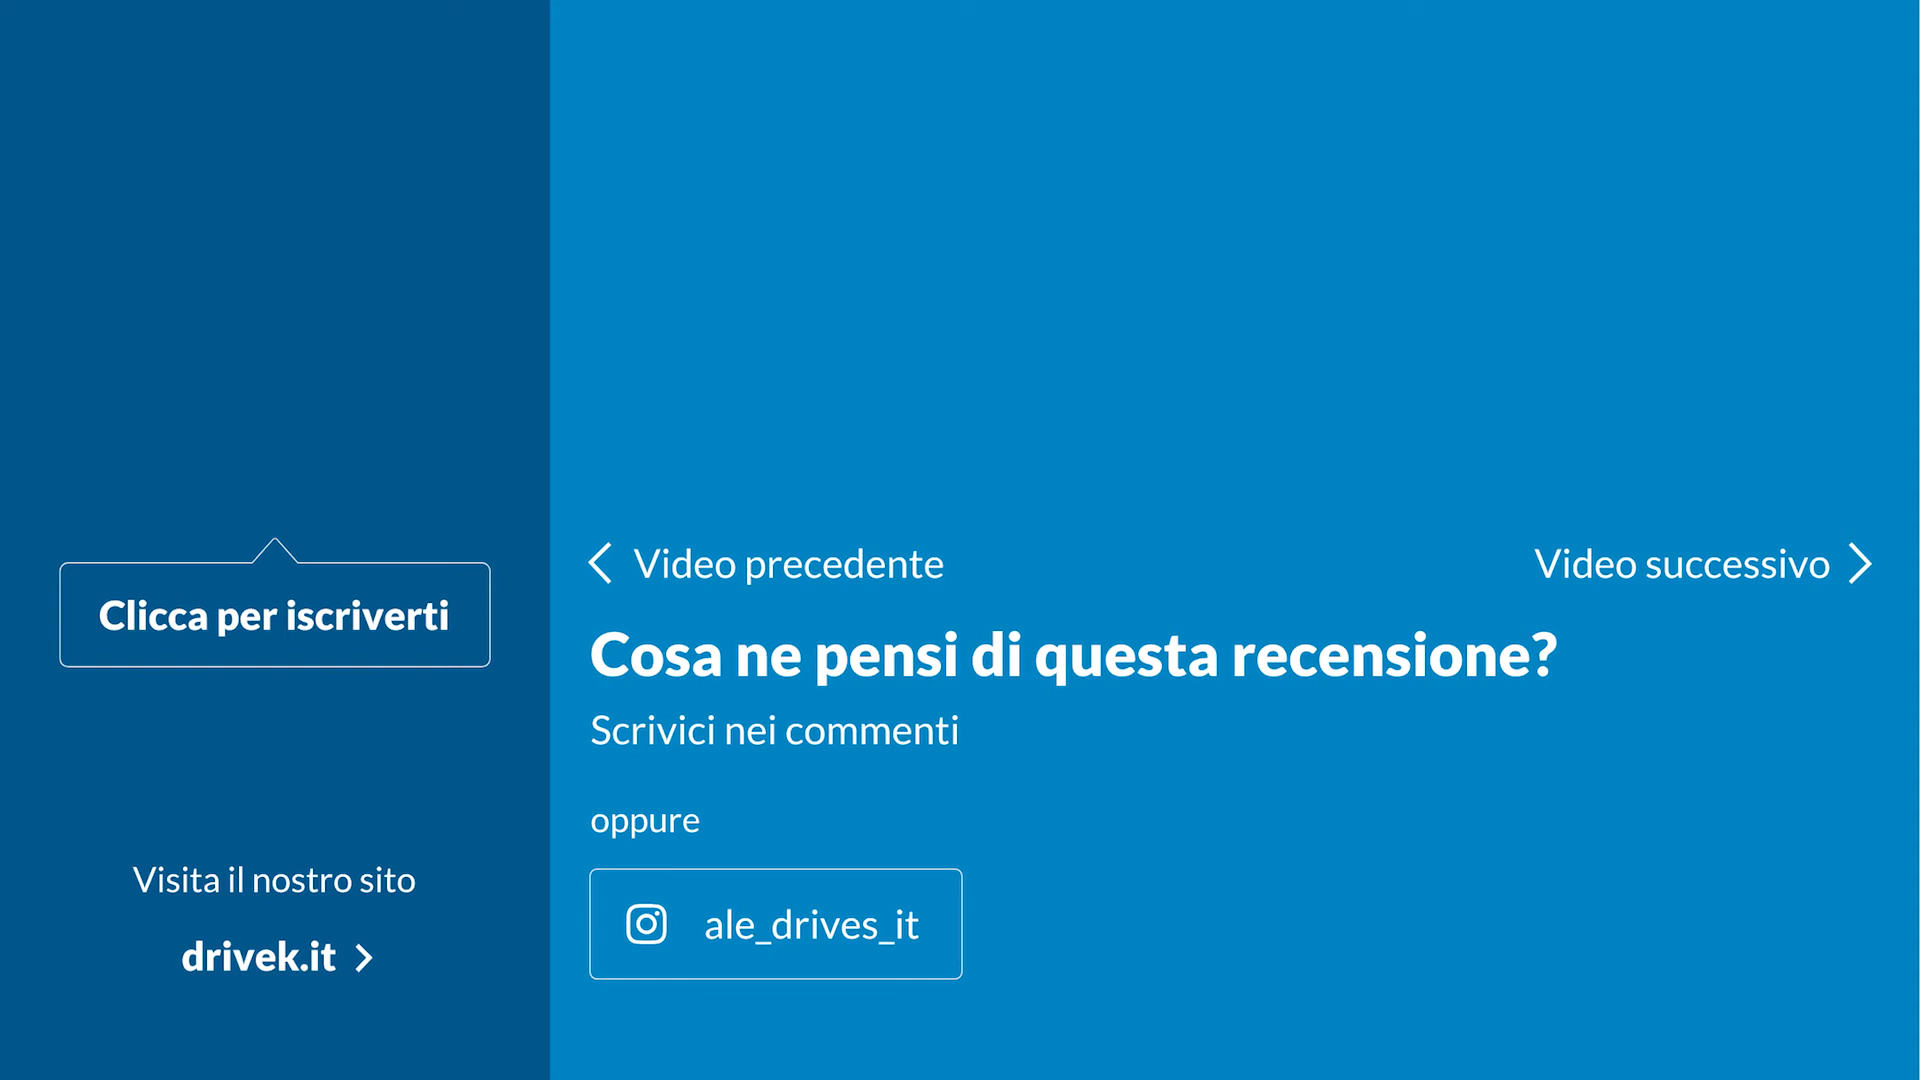 Clicca per iscriverti
Visita il nostro sito
drivek.it
Video precedente
Video successivo
Cosa ne pensi di questa recensione?
Scrivici nei commenti
oppure
ale_drives_it